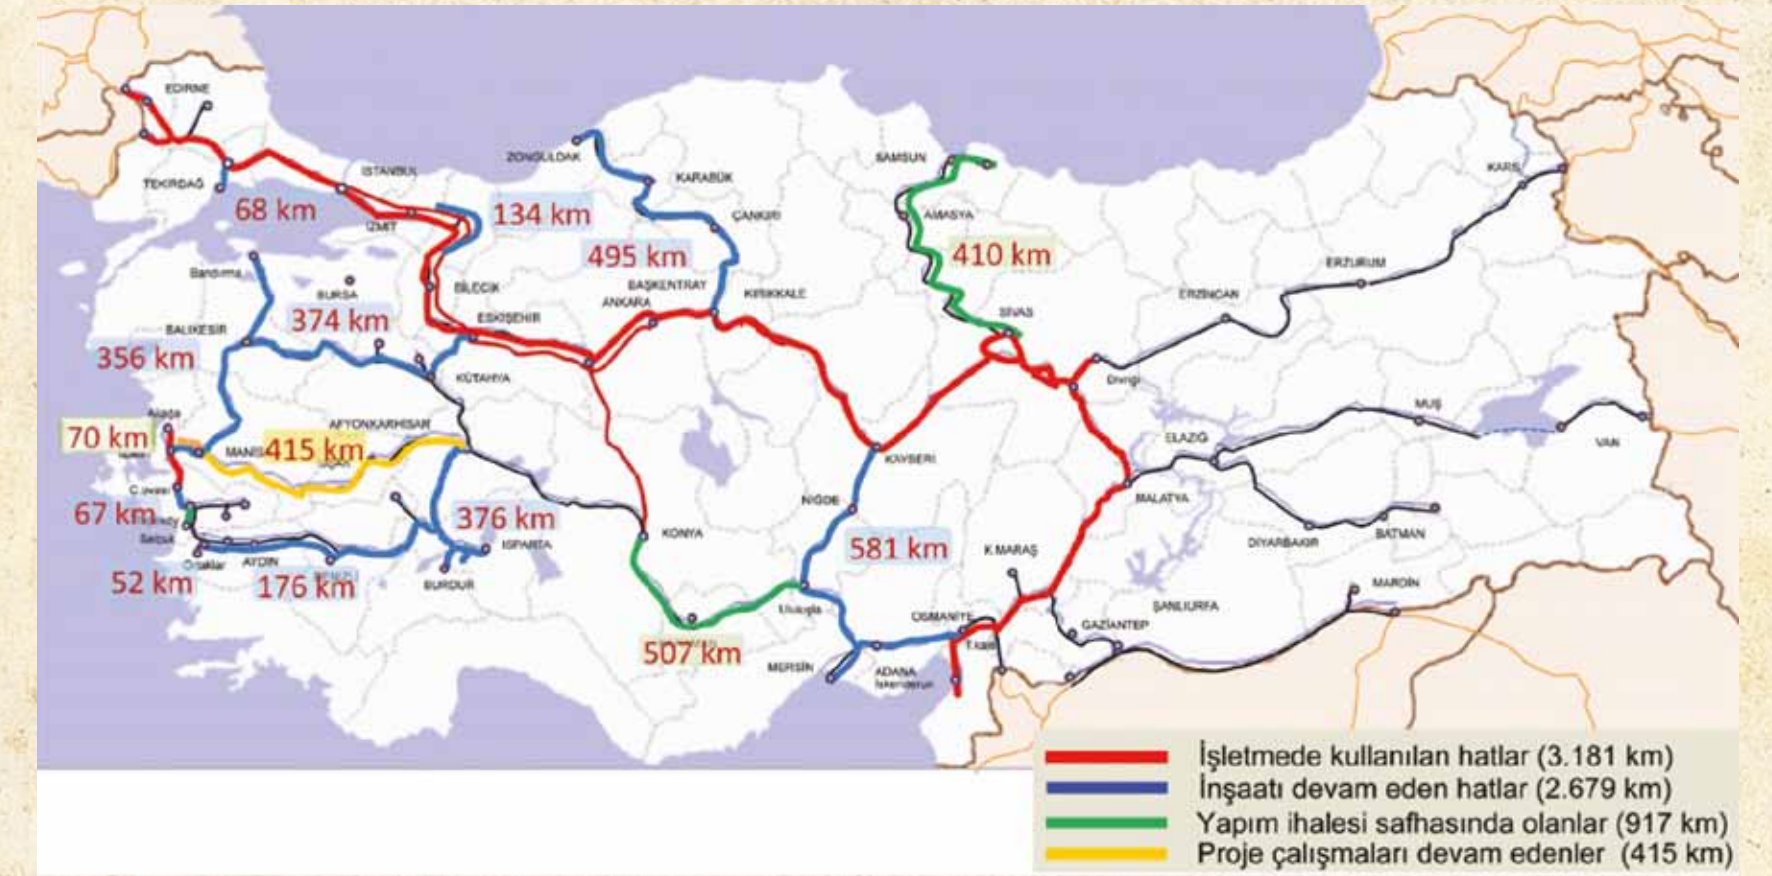 EDİRNE
TEKİRDAĞ
İSTANBUL
68 km
İZMİT
134 km
ZONGULDAK
KARABÜK
ÇANKIRI
495 km
SAMSUN
AMASYA
410 km
KARS
ERZURUM
ERZİNCAN
SİVAS
Divriği
Bandırma
BURSA
374 km
BALIKESİR
356 km
BİLECİK
ESKİŞEHİR
BAŞKENTRAY
ANKARA
KIRIKKALE
KÜTAHYA
AFYONKARAHİSAR
70 km
415 km
67 km
Selçuk
Ortaklar
AYDIN
52 km
176 km
376 km
ISPARTA
BURDUR
KONYA
507 km
KAYSERİ
NİĞDE
581 km
Ulukışla
MERSİN
ADANA
İskenderun
OSMANİYE
K.MARAŞ
GAZİANTEP
ŞANLIURFA
MARDİN
MALATYA
ELAZIĞ
DİYARBAKIR
BATMAN
MUŞ
VAN
İşletmede kullanılan hatlar (3.181 km)
İnşaatı devam eden hatlar (2.679 km)
Yapım ihalesi safhasında olanlar (917 km)
Proje çalışmaları devam edenler (415 km)